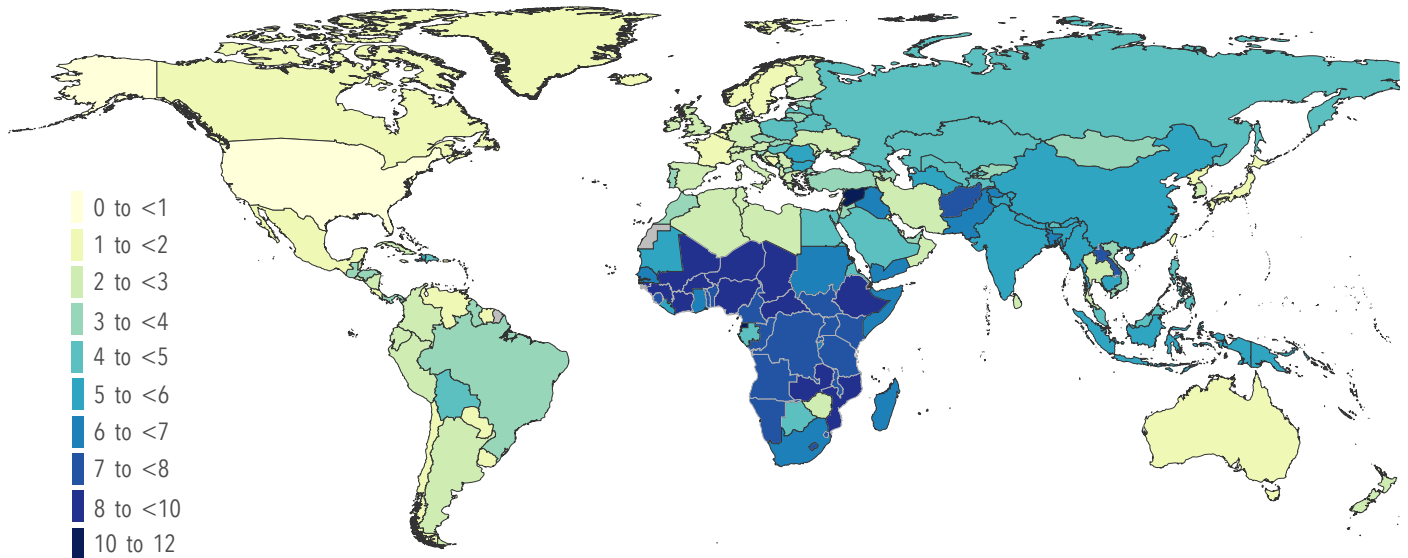 0 to <1
1 to <2
2 to <3
3 to <4
4 to <5
5 to <6
6 to <7
7 to <8
8 to <10
10 to 12